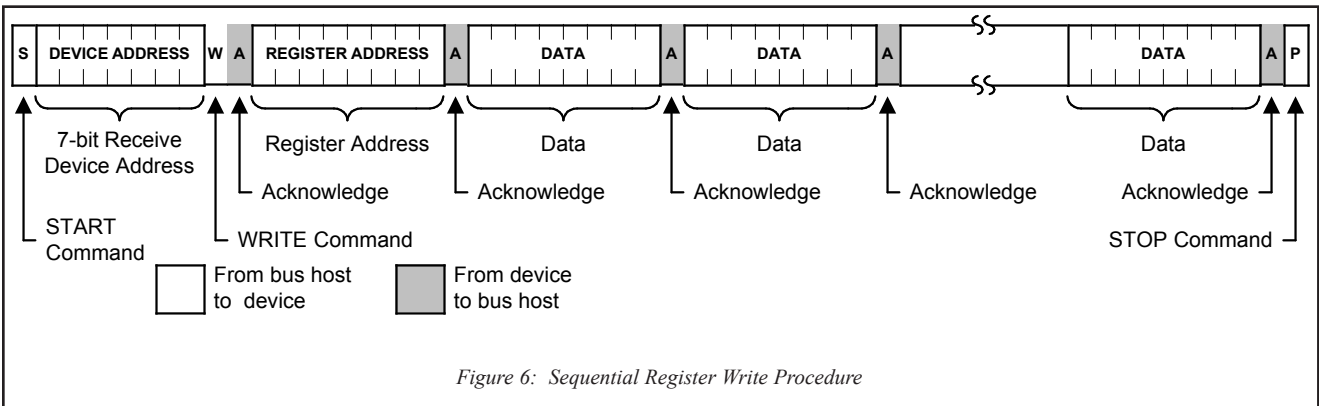 S DEVICE ADDRESS W A REGISTER ADDRESS A DATA A DATA A DATA A P
7-bit Receive
Device Address
Register Address
Data
Data
Data
Acknowledge
Acknowledge
Acknowledge
Acknowledge
Acknowledge
START
Command
WRITE Command
STOP Command
From bus host
to device
From device
to bus host
Figure 6: Sequential Register Write Procedure